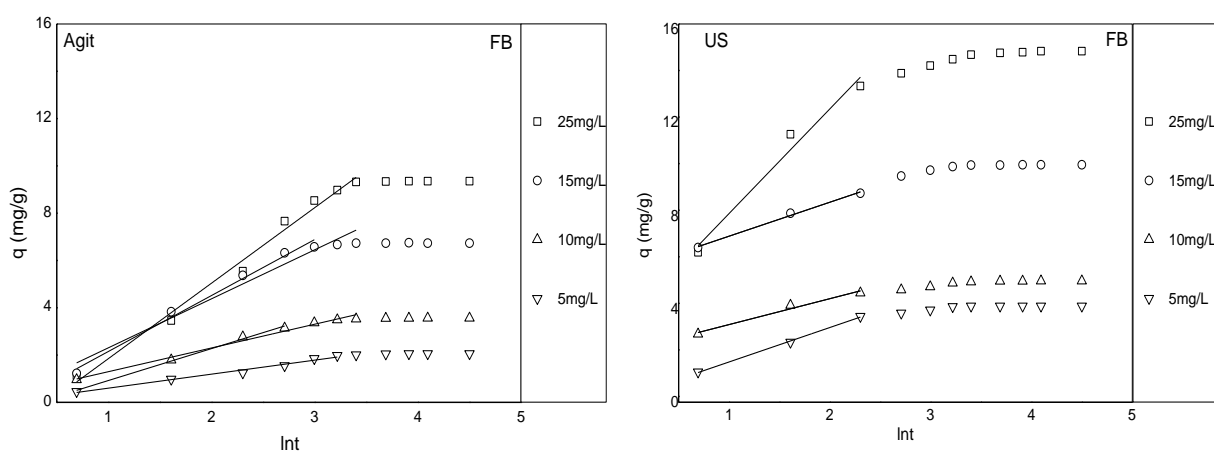 16
Agit
FB
12
8
4
0
q (mg/g)
25mg/L
15mg/L
10mg/L
5mg/L
1 2 3 4 5
lnt
16
US
FB
12
8
4
0
q (mg/g)
25mg/L
15mg/L
10mg/L
5mg/L
1 2 3 4 5
lnt